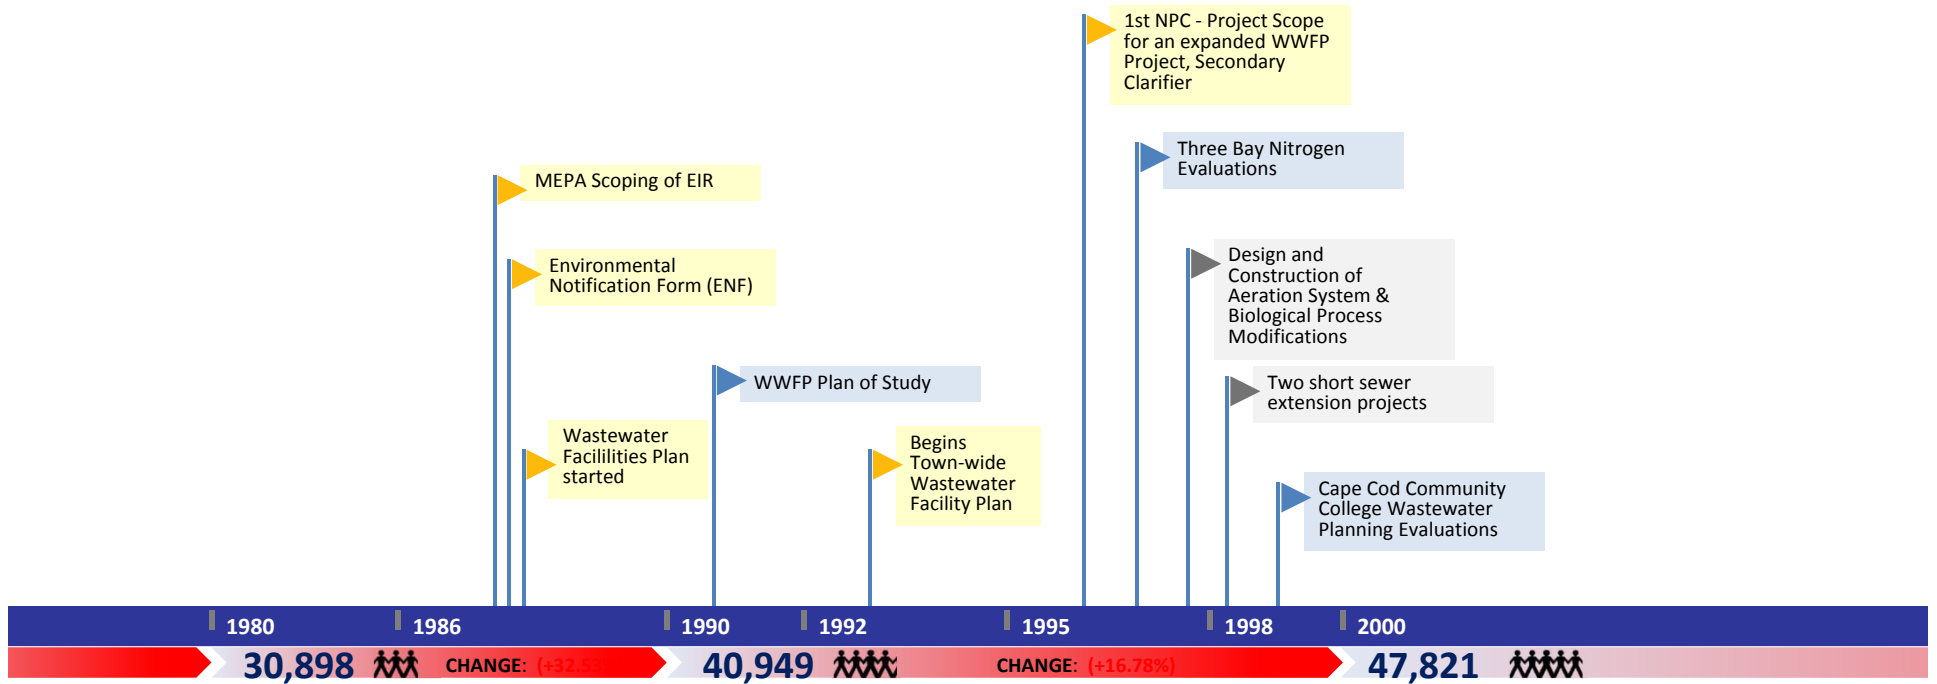 1st NPC - Project Scope
for an expanded WWFP
Project, Secondary
Clarifier
Three Bay Nitrogen
Evaluations
MEPA Scoping of EIR
Environmental
Notification Form (ENF)
Design and
Construction of
Aeration System &
Biological Process
Modifications
WWFP Plan of Study
Two short sewer
extension projects
Wastewater
Facililities Plan
started
Begins
Town-wide
Wastewater
Facility Plan
Cape Cod Community
College Wastewater
Planning Evaluations
1980 1986 1990 1992 1995 1998 2000
30,898 CHANGE: (+32.53 40,949 CHANGE: (+16.78%) 47,821